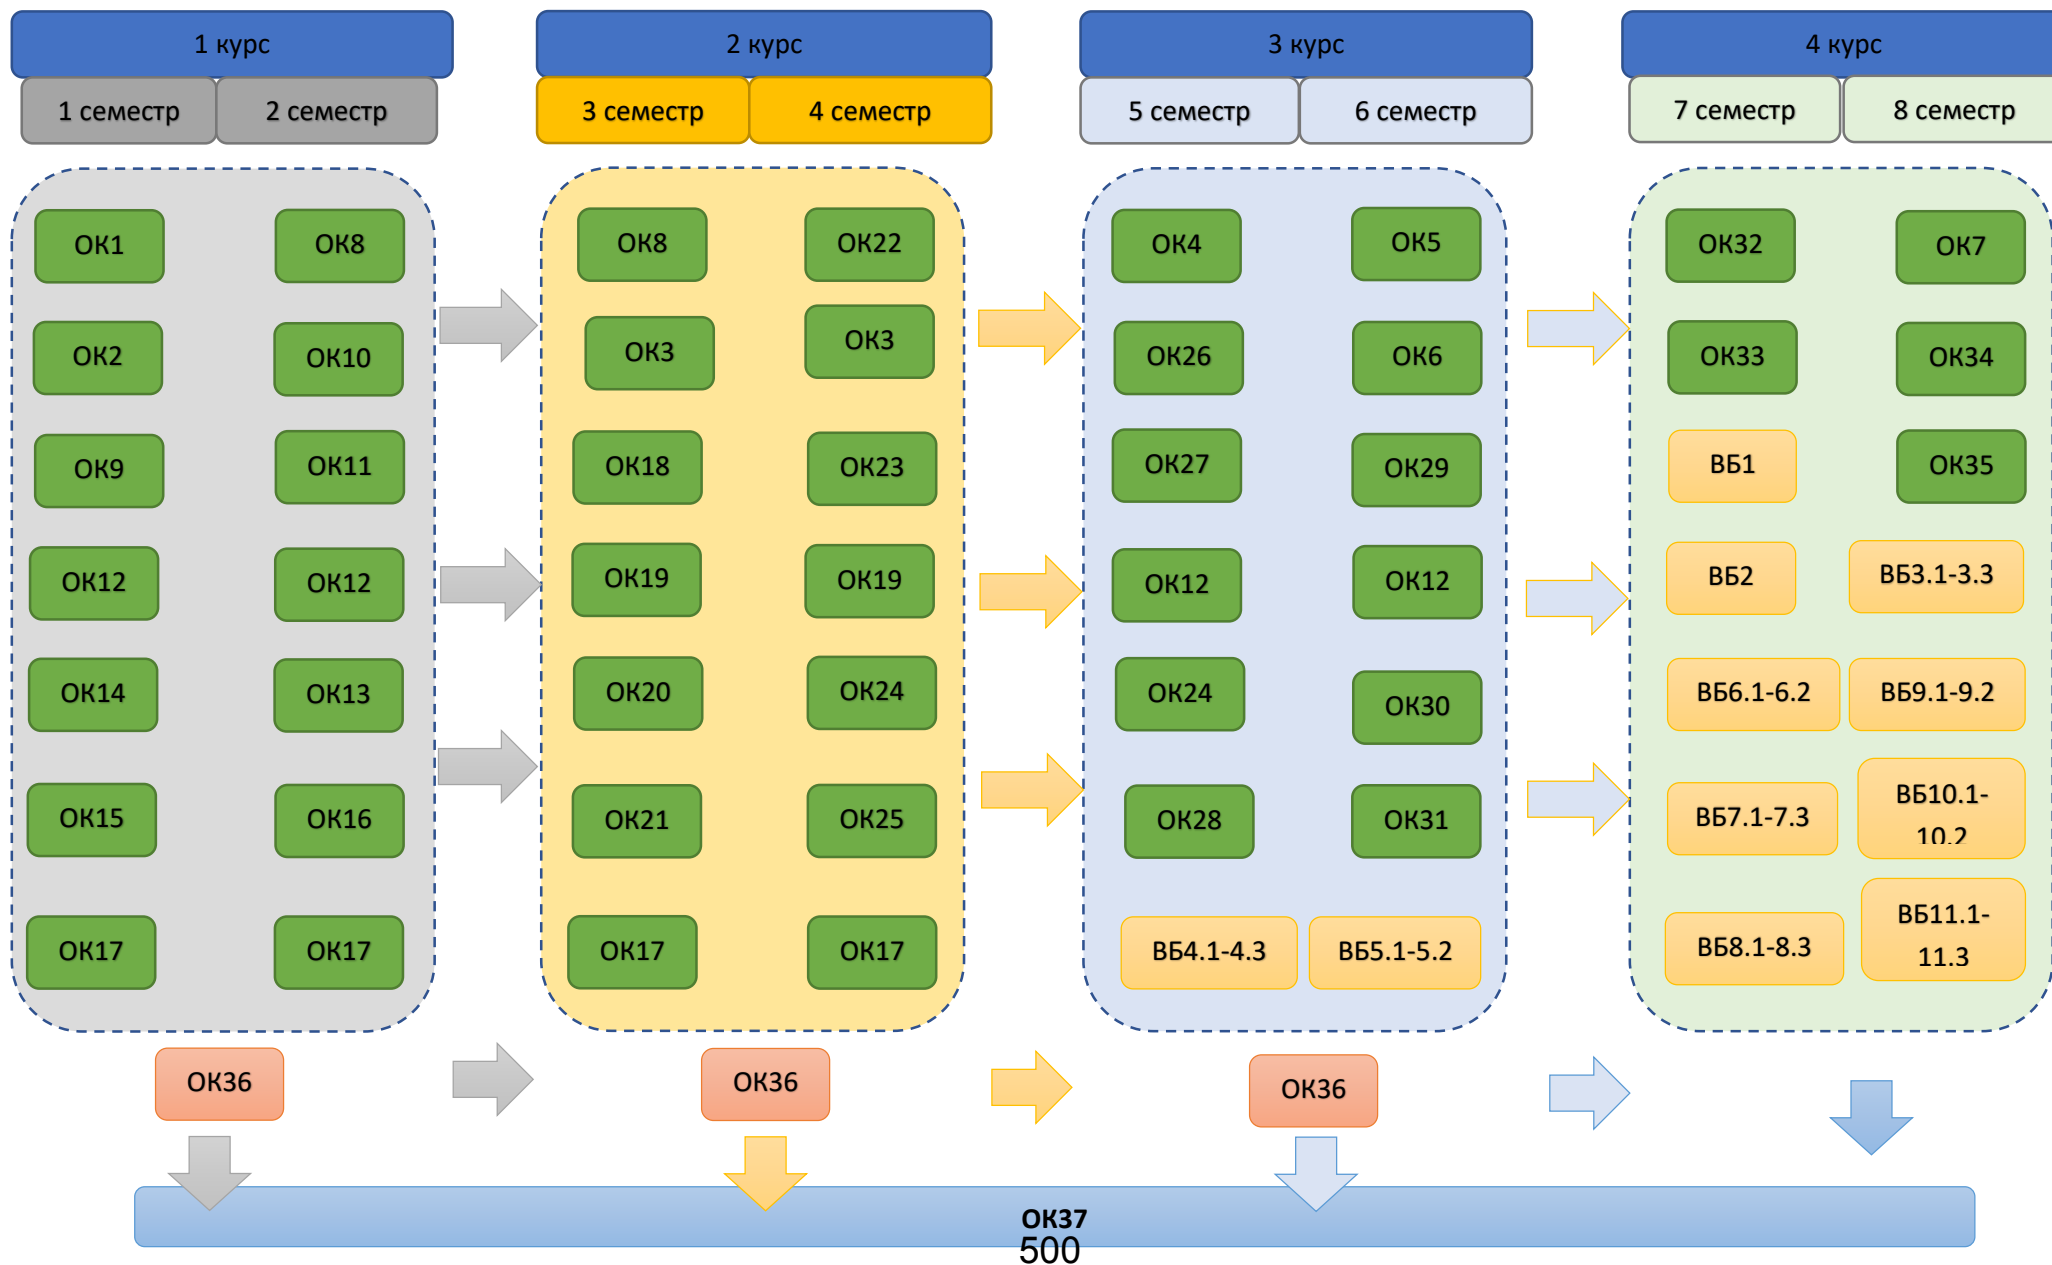 1 курс
2 курс
3 курс
4 курс
1 семестр
2 семестр
3 семестр
4 семестр
5 семестр
6 семестр
7 семестр
8 семестр
ОК1
ОК8
ОК8
ОК22
ОК4
ОК5
ОК32
ОК7
ОК2
ОК10
ОК3
ОК3
ОК26
ОК6
ОК33
ОК34
ОК9
ОК11
ОК18
ОК23
ОК27
ОК29
ВБ1
ОК35
ОК12
ОК12
ОК19
ОК19
ОК12
ОК12
ВБ2
ВБ3.1-3.3
ОК14
ОК13
ОК20
ОК24
ОК24
ОК30
ВБ6.1-6.2
ВБ9.1-9.2
ОК15
ОК16
ОК21
ОК25
ОК28
ОК31
ВБ7.1-7.3
ВБ10.1-
10.2
ОК17
ОК17
ОК17
ОК17
ВБ4.1-4.3
ВБ5.1-5.2
ВБ8.1-8.3
ВБ11.1-
11.3
ОК36
ОК36
ОК36
ОК37
500